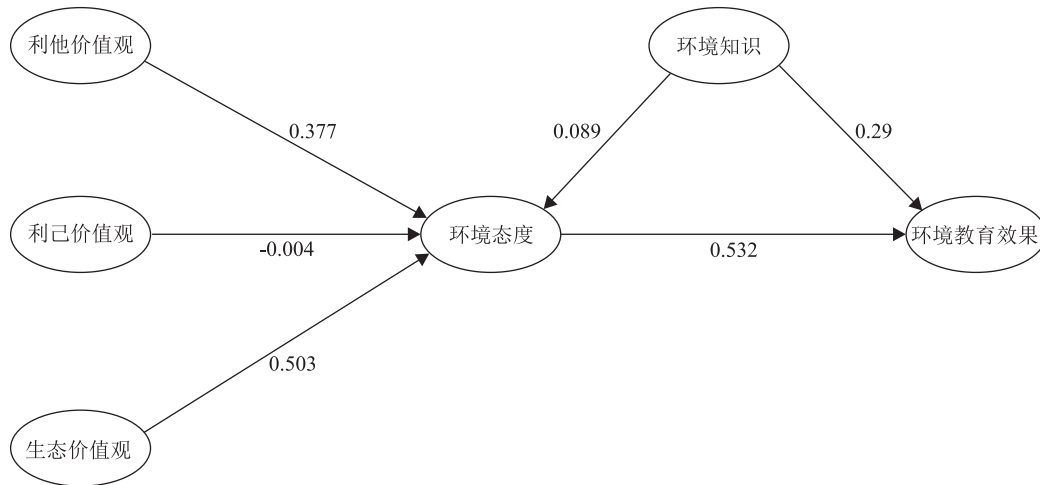 利他价值观
环境知识
0.377
0.089
0.29
利己价值观
环境态度
环境教育效果
-0.004
0.532
0.503
生态价值观